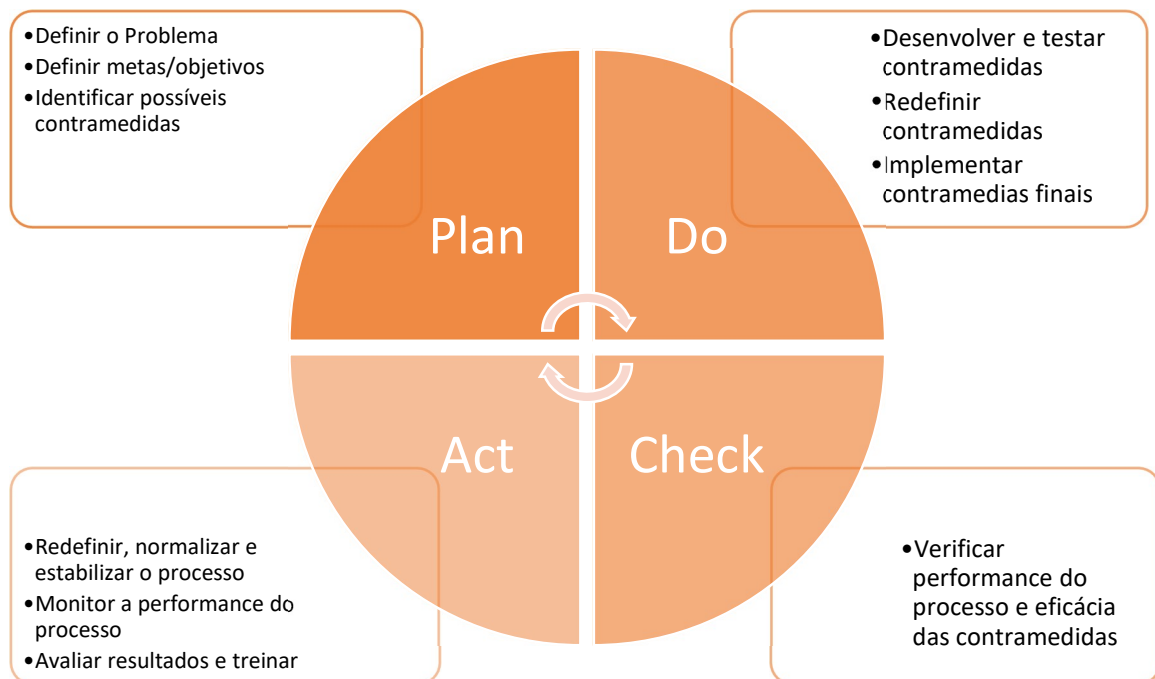 •Definir o Problema
•Definir metas/objetivos
•Identificar possíveis
contramedidas
•Desenvolver e testar
contramedidas
•Redefinir
contramedidas
•Implementar
contramedias finais
Plan
Do
Act
Check
•Redefinir, normalizar e
estabilizar o processo
•Monitor a performance do
processo
•Avaliar resultados e treinar
•Verificar
performance do
processo e eficácia
das contramedidas